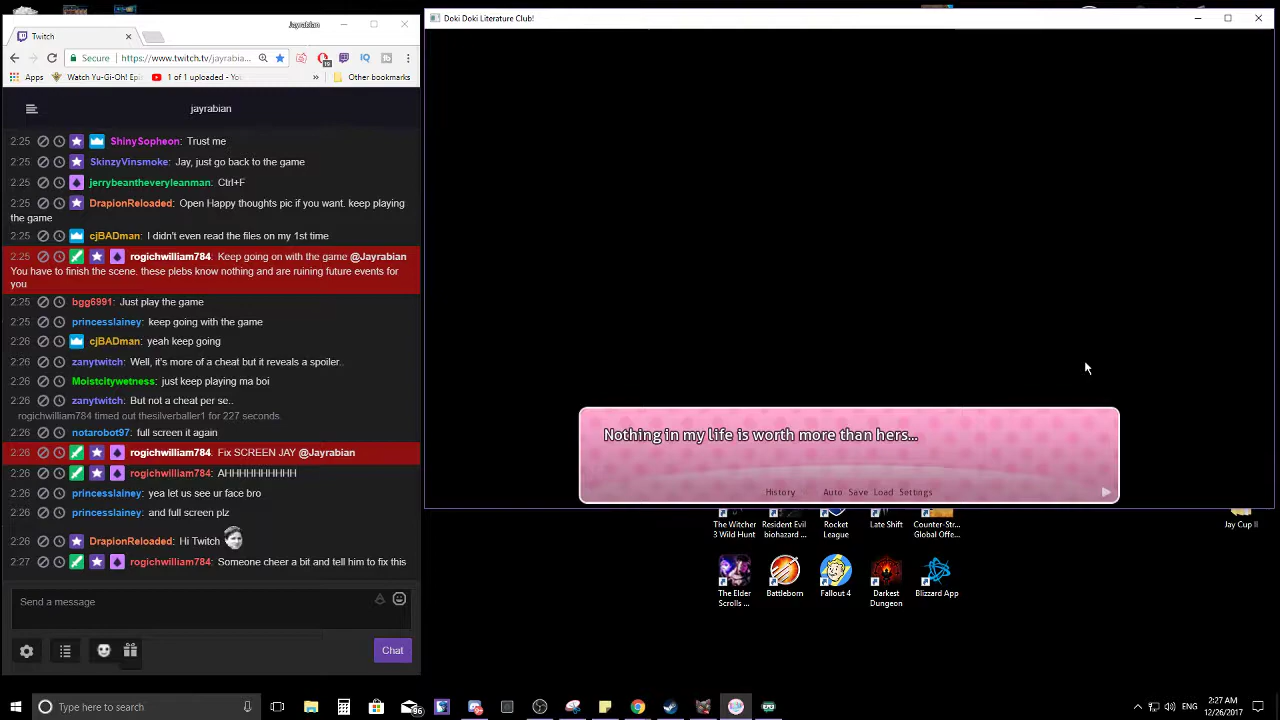 Doki Doki Literature Club!
Jayrabian
Twitch
Secure
https://www.twitch.tv/jayrabia...
19
Apps
Watch Yu-Gi-Oh! Epi
1 of 1 uploaded - You
»
Other bookmarks
jayrabian
2:25 ShinySopheon: Trust me
2:25 SkinzyVinsmoke: Jay, just go back to the game
2:25 jerrybeantheveryleanman: Ctrl+F
2:25 DrapionReloaded: Open Happy thoughts pic if you want. keep playing
the game
2:25 cjBADman: I didn't even read the files on my 1st time
2:25 rogichwilliam784: Keep going on with the game @Jayrabian
You have to finish the scene. these plebs know nothing and are ruining future events for
you
2:25 bgg6991: Just play the game
2:25 princesslainey: keep going with the game
2:26 cjBADman: yeah keep going
2:26 zanytwitch: Well, it's more of a cheat but it reveals a spoiler..
2:26 Moistcitywetness: just keep playing ma boi
2:26 zanytwitch: But not a cheat per se..
rogichwilliam784 timed out thesilverballer1 for 227 seconds.
2:26 notarobot97: full screen it again
2:26 rogichwilliam784: Fix SCREEN JAY @Jayrabian
2:26 rogichwilliam784: AHHHHHHHHHH
2:26 princesslainey: yea let us see ur face bro
2:26 princesslainey: and full screen plz
2:26 DrapionReloaded: Hi Twitch
2:27 rogichwilliam784: Someone cheer a bit and tell him to fix this
Send a message
Chat
Nothing in my life is worth more than hers...
History Auto Save Load Settings
The Witcher
3 Wild Hunt
Resident Evil
biohazard ...
Rocket
League
Late Shift
Counter-Str...
Global Offe...
Jay Cup II
The Elder
Scrolls ...
Battleborn
Fallout 4
Darkest
Dungeon
Blizzard App
Type here to search
96
ENG
2:27 AM
12/26/2017